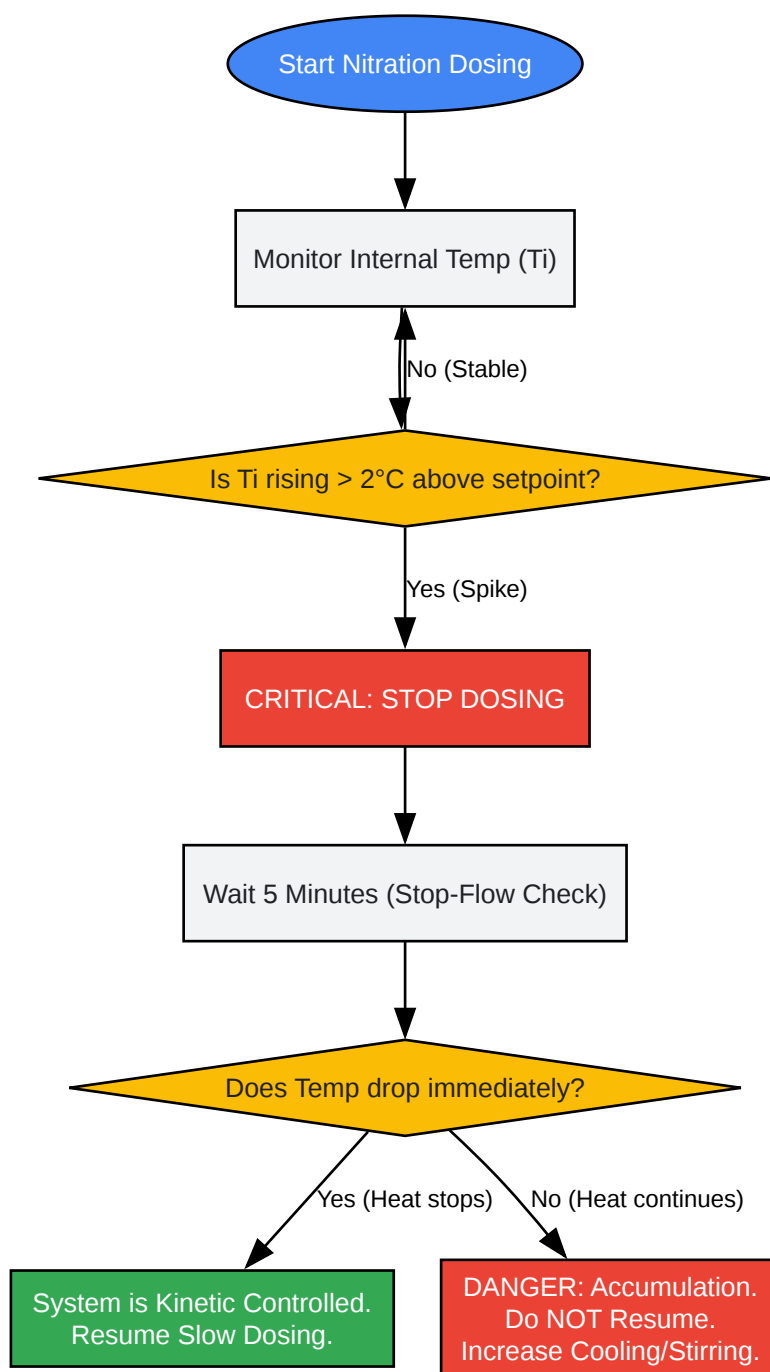 Start Nitration Dosing
Monitor Internal Temp (Ti)
No (Stable)
Is Ti rising > 2°C above setpoint?
Yes (Spike)
CRITICAL: STOP DOSING
Wait 5 Minutes (Stop-Flow Check)
Does Temp drop immediately?
Yes (Heat stops)
No (Heat continues)
System is Kinetic Controlled.
Resume Slow Dosing.
DANGER: Accumulation.
Do NOT Resume.
Increase Cooling/Stirring.